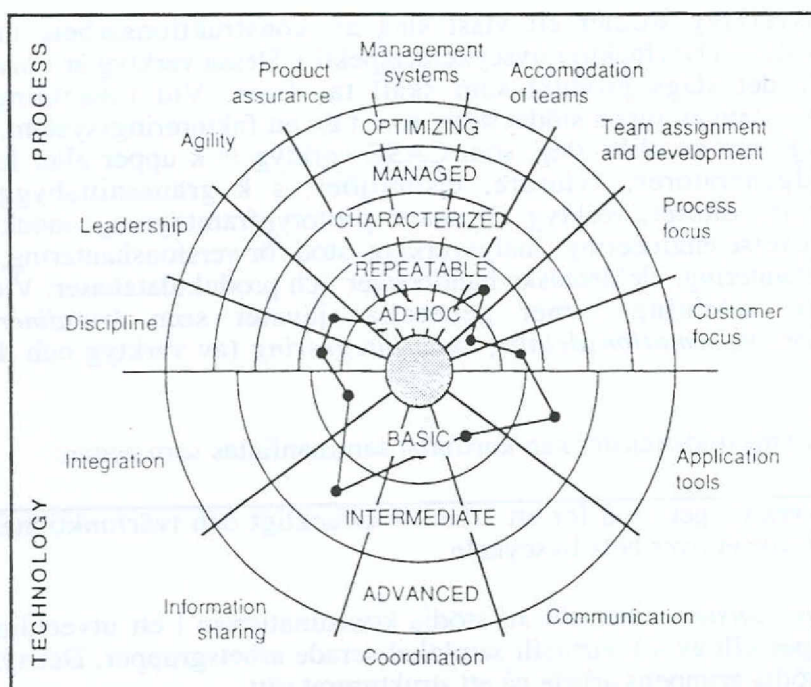 PROCESS
TECHNOLOGY
Management
systems
Product
assurance
Accomodation
of teams
Agility
Team assignment
and development
Leadership
Process
focus
Discipline
Customer
focus
OPTIMIZING
MANAGED
CHARACTERIZED
REPEATABLE
AD-HOC
BASIC
INTERMEDIATE
ADVANCED
Integration
Application
tools
Information
sharing
Communication
Coordination